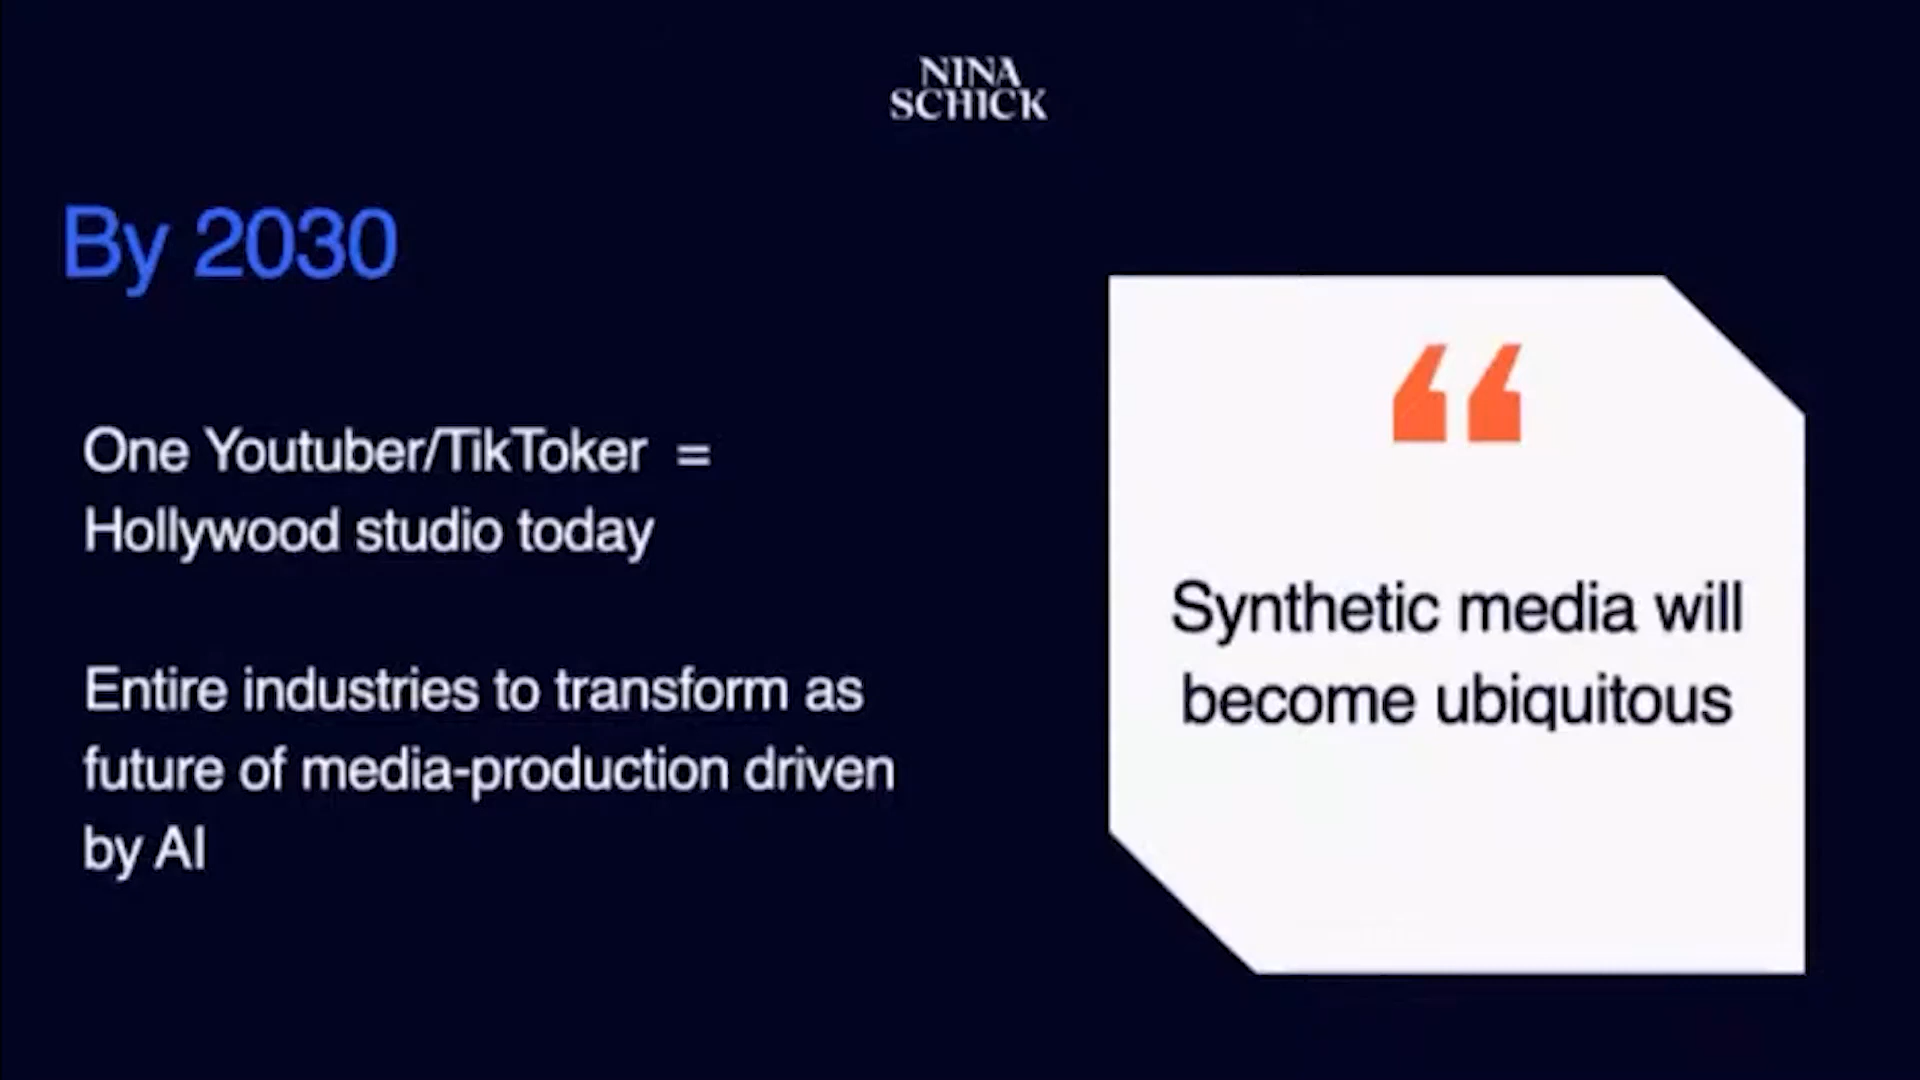 NINA
SCHICK
By 2030
One Youtuber/TikToker =
Hollywood studio today
Entire industries to transform as
future of media-production driven
by AI
“
Synthetic media will
become ubiquitous